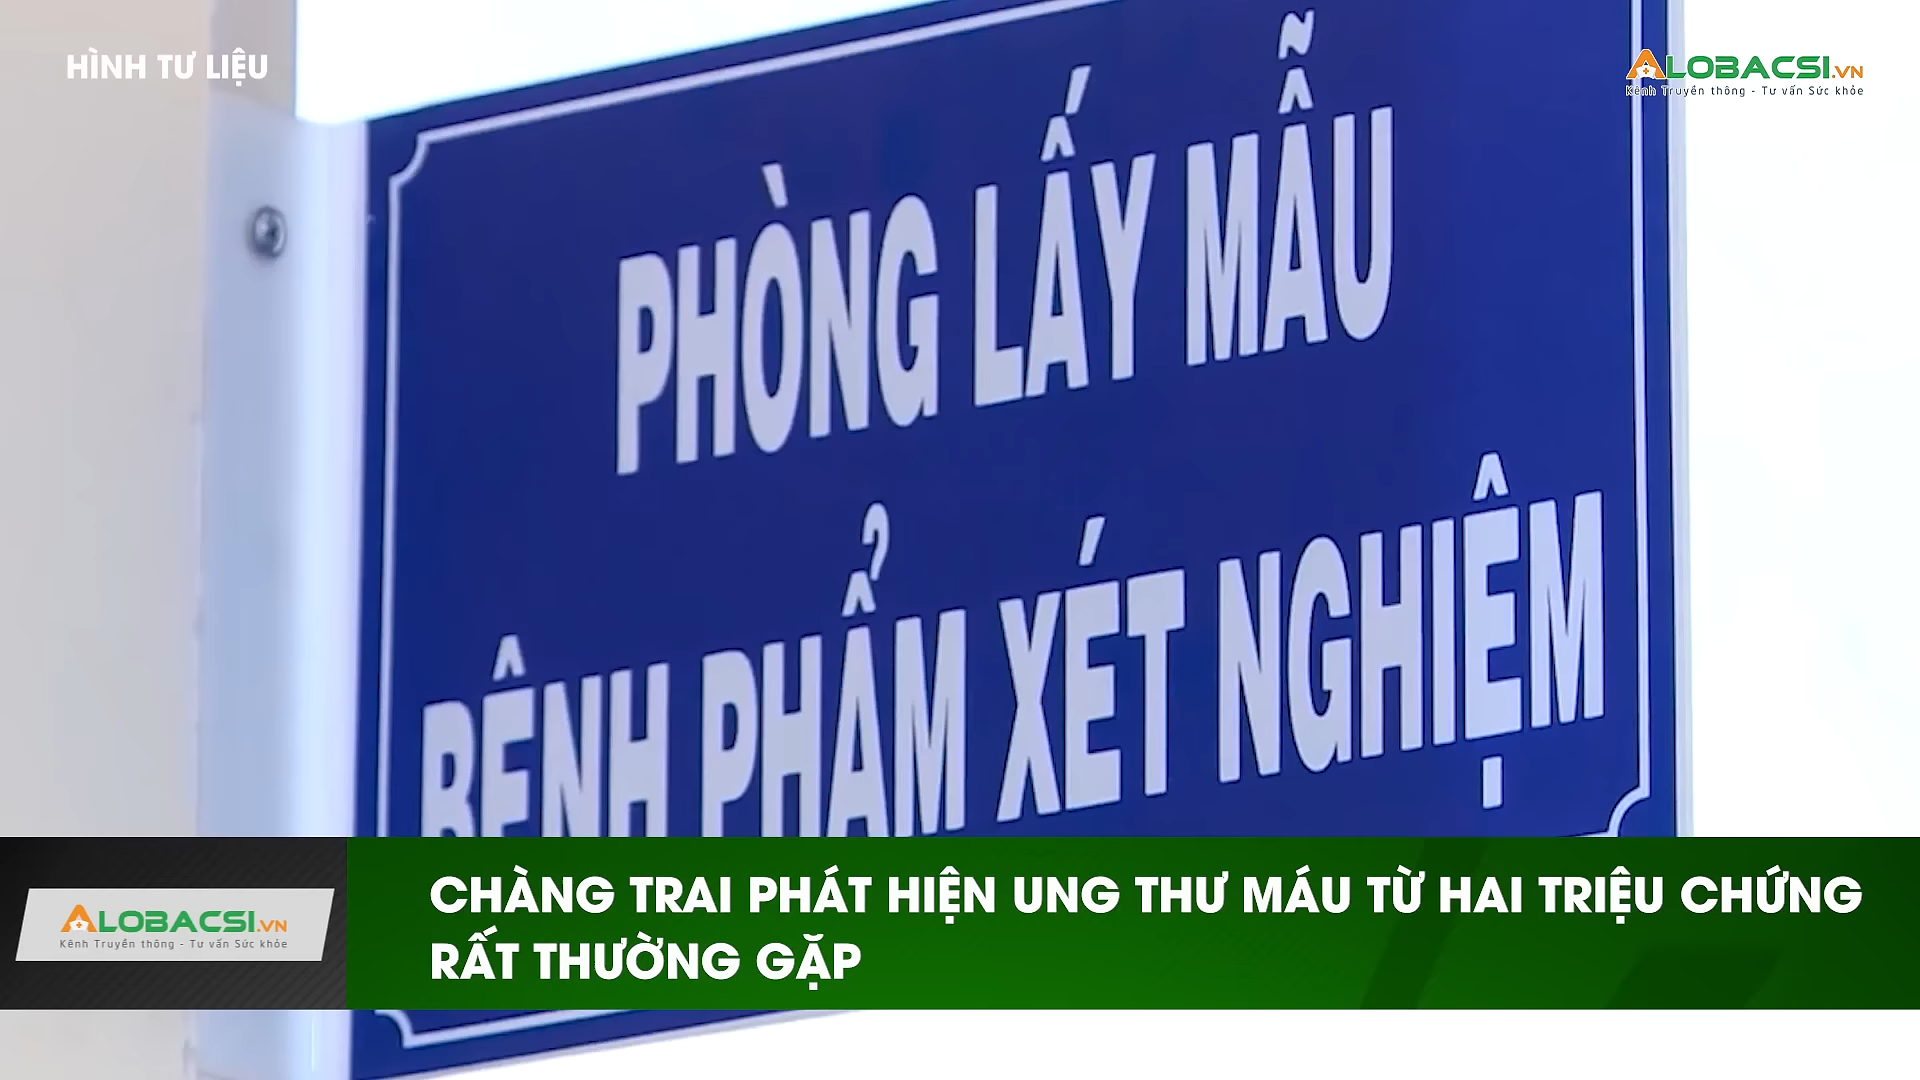 HÌNH TƯ LIỆU
ALOBACSI.VN
Kênh Truyền thông - Tư vấn Sức khỏe
PHÒNG LẤY MẪU
BỆNH PHẨM XÉT NGHIỆM
ALOBACSI.VN
Kênh Truyền thông - Tư vấn Sức khỏe
CHÀNG TRAI PHÁT HIỆN UNG THƯ MÁU TỪ HAI TRIỆU CHỨNG
RẤT THƯỜNG GẶP